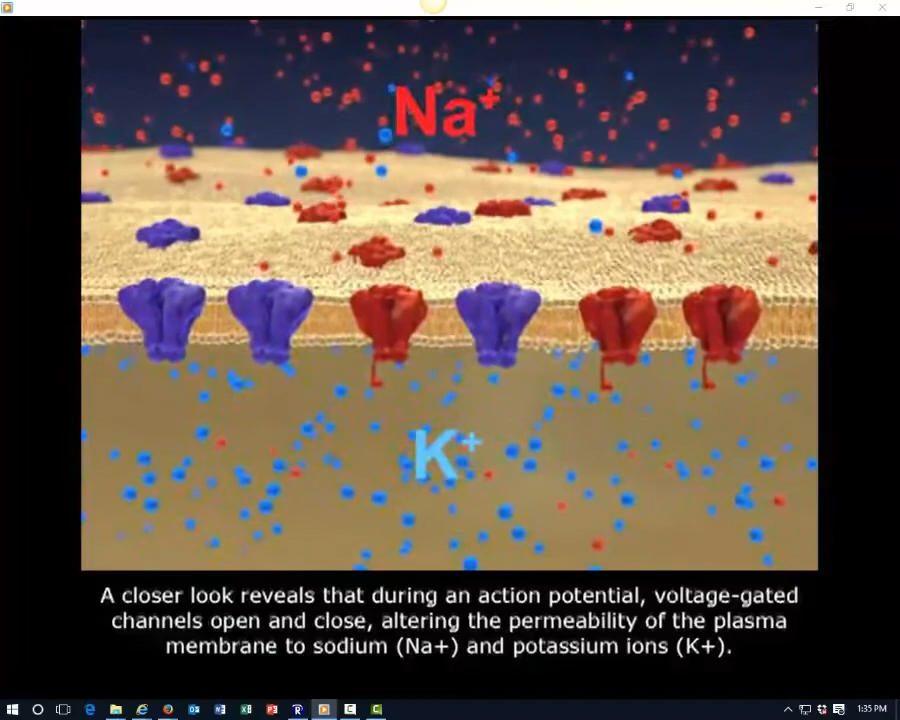 Na+
K+
A closer look reveals that during an action potential, voltage-gated
channels open and close, altering the permeability of the plasma
membrane to sodium (Na+) and potassium ions (K+).
1:35 PM